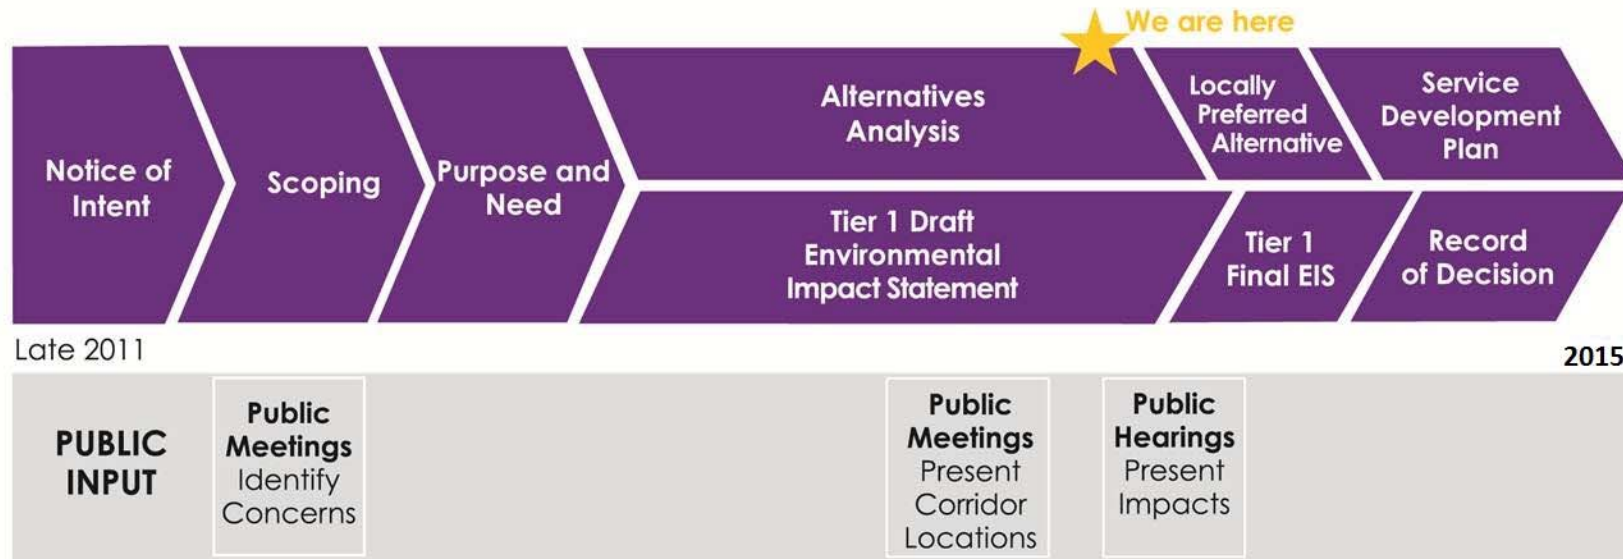 We are here
Notice of
Intent
Scoping
Purpose and
Need
Alternatives
Analysis
Locally
Preferred
Alternative
Service
Development
Plan
Tier 1 Draft
Environmental
Impact Statement
Tier 1
Final EIS
Record
of Decision
Late 2011
2015
PUBLIC
INPUT
Public
Meetings
Identify
Concerns
Public
Meetings
Present
Corridor
Locations
Public
Hearings
Present
Impacts